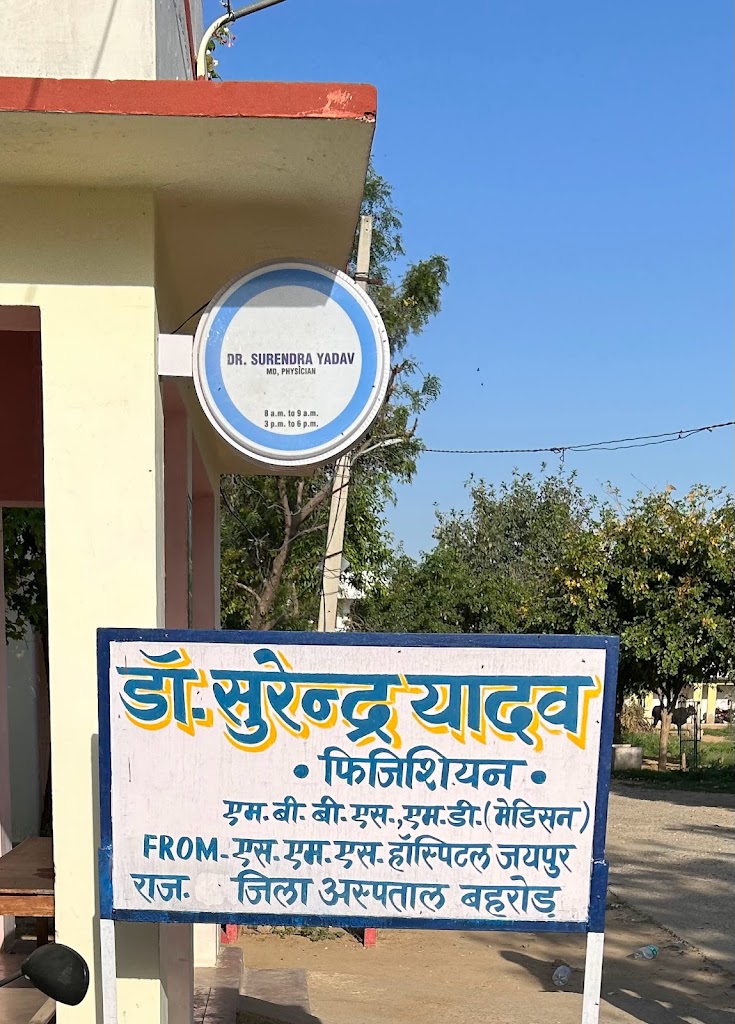 DR. SURENDRA YADAV
MD, PHYSICIAN
8 a.m. to 9 a.m.
3 p.m. to 6 p.m.
डॉ. सुरेन्द्र यादव
• फिजिशियन •
एम. बी. बी. एस., एम. डी. (मेडिसन)
FROM - एस. एम. एस. हॉस्पिटल जयपुर
राज. जिला अस्पताल बहरोड़